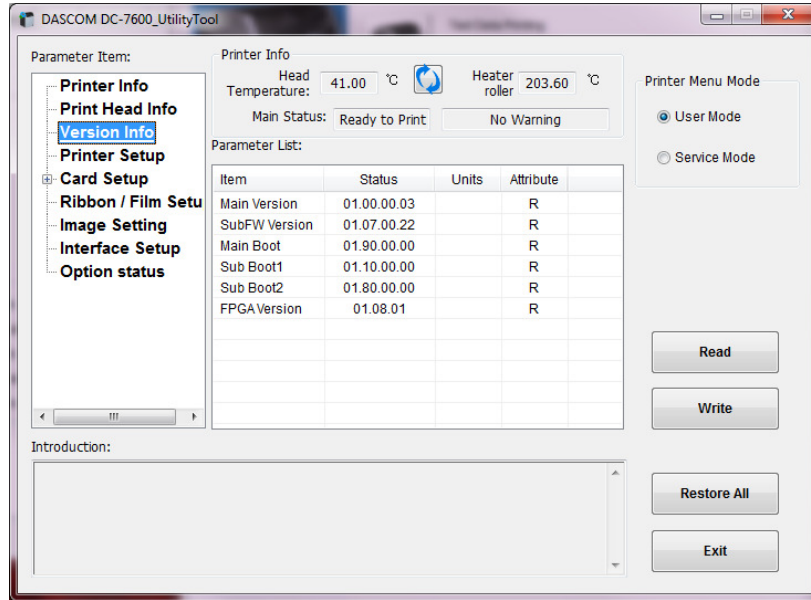 DASCOM DC-7600_UtilityTool
Parameter Item:
Printer Info
Print Head Info
Version Info
Printer Setup
Card Setup
Ribbon / Film Setu
Image Setting
Interface Setup
Option status
Printer Info
Head Temperature: 41.00 ℃ Heater roller 203.60 ℃
Main Status: Ready to Print No Warning
Parameter List:
Item Status Units Attribute
Main Version 01.00.00.03 R
SubFW Version 01.07.00.22 R
Main Boot 01.90.00.00 R
Sub Boot1 01.10.00.00 R
Sub Boot2 01.80.00.00 R
FPGA Version 01.08.01 R
Printer Menu Mode
User Mode
Service Mode
Read
Write
Introduction:
Restore All
Exit